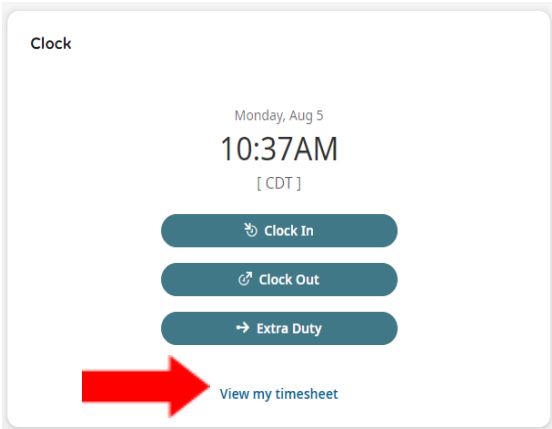 Clock
Monday, Aug 5
10:37AM
[ CDT ]
Clock In
Clock Out
Extra Duty
View my timesheet